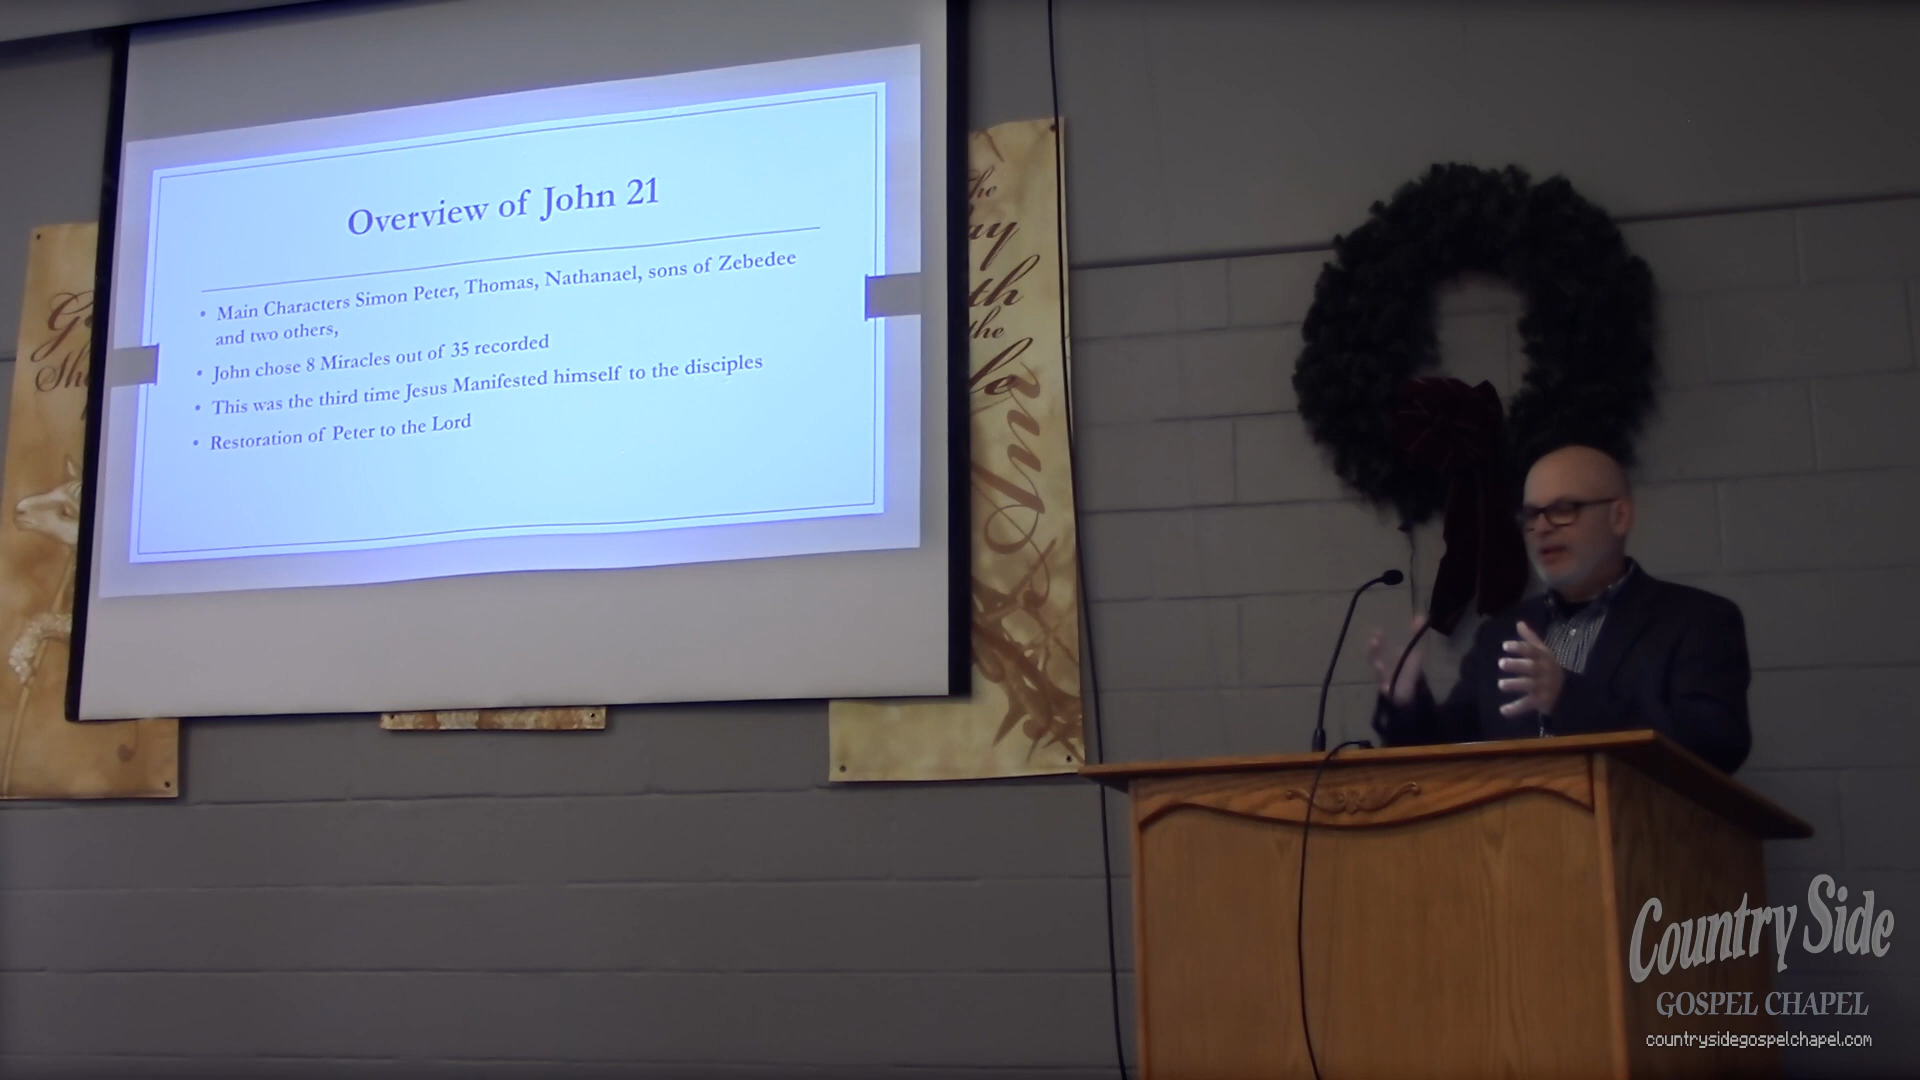 Overview of John 21
• Main Characters Simon Peter, Thomas, Nathanael, sons of Zebedee
and two others,
• John chose 8 Miracles out of 35 recorded
• This was the third time Jesus Manifested himself to the disciples
• Restoration of Peter to the Lord
the
Country Side
GOSPEL CHAPEL
countrysidegospelchapel.com